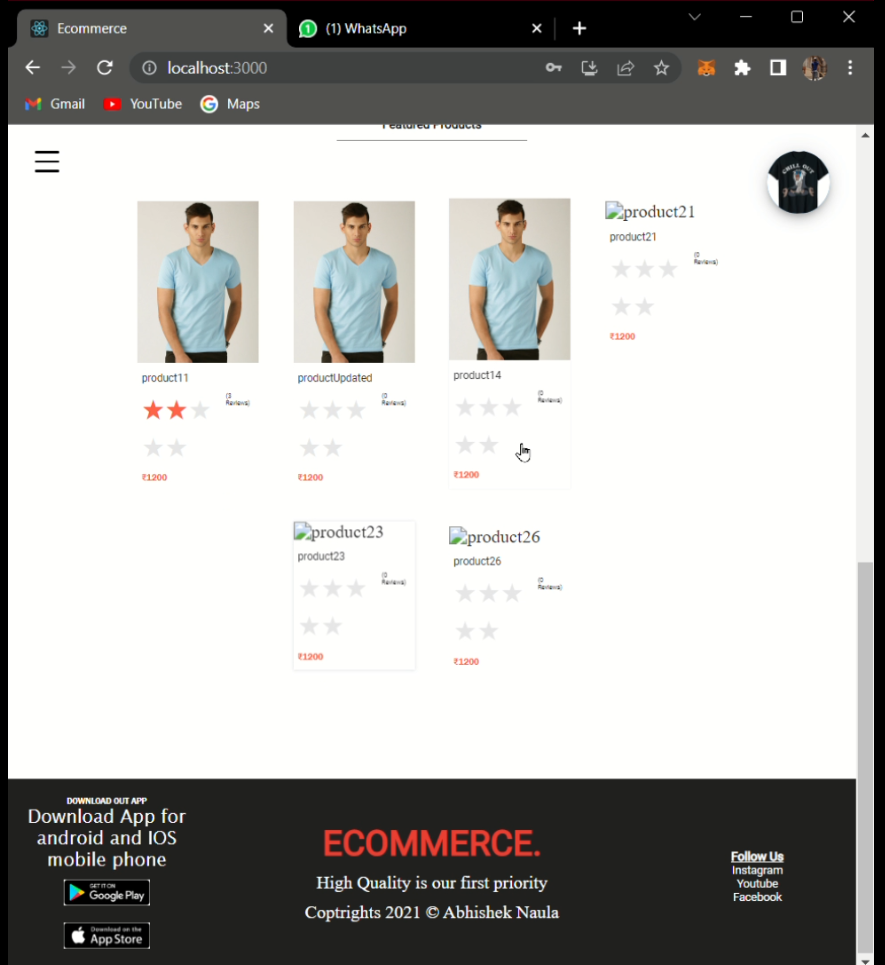 Ecommerce
(1) WhatsApp
localhost:3000
Gmail
YouTube
Maps
Featured Products
CHILL OUT
product21
product21
(0
Reviews)
₹1200
product11
(3
Reviews)
₹1200
productUpdated
(0
Reviews)
₹1200
product14
(0
Reviews)
₹1200
product23
product23
(0
Reviews)
₹1200
product26
product26
(0
Reviews)
₹1200
DOWNLOAD OUT APP
Download App for
android and IOS
mobile phone
GET IT ON
Google Play
Download on the
App Store
ECOMMERCE.
High Quality is our first priority
Coptrights 2021 © Abhishek Naula
Follow Us
Instagram
Youtube
Facebook